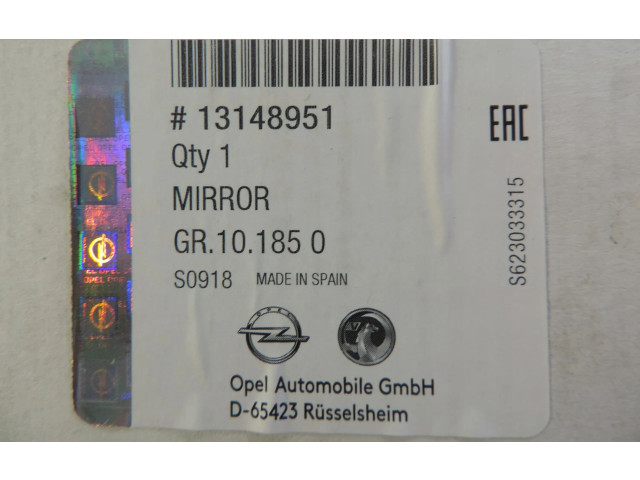 # 13148951
Qty 1
MIRROR
GR.10.185 0
S0918 MADE IN SPAIN
OPEL
Opel Automobile GmbH
D-65423 Rüsselsheim
EAC
S623033315